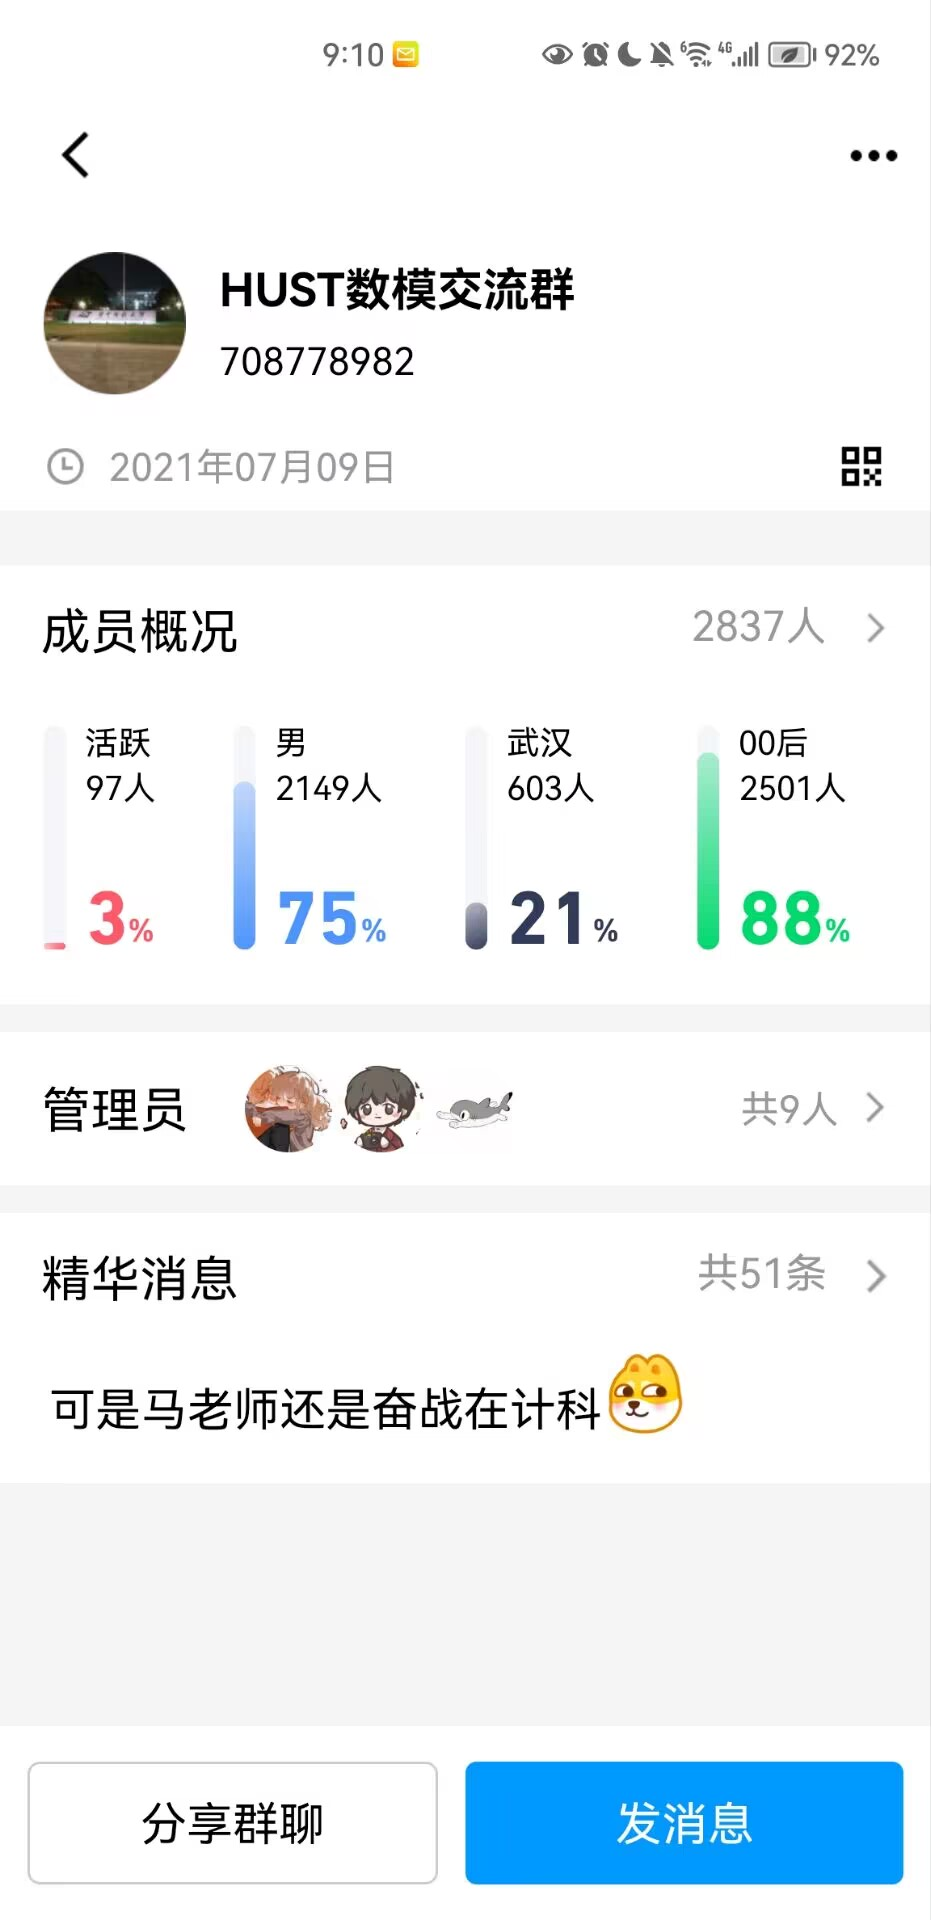 9:10 6 4G 92%
HUST数模交流群
708778982
2021年07月09日
成员概况 2837人
活跃 男 武汉 00后
97人 2149人 603人 2501人
3% 75% 21% 88%
管理员 共9人
精华消息 共51条
可是马老师还是奋战在计科
分享群聊 发消息